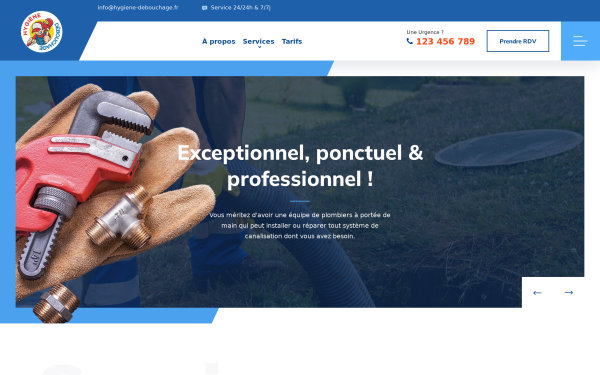 info@hygiene-debouchage.fr
Service 24/24h & 7/7j
HYGIÈNE
DÉBOUCHAGE
À propos
Services
Tarifs
Une Urgence ?
123 456 789
Prendre RDV
Exceptionnel, ponctuel &
professionnel !
Vous méritez d'avoir une équipe de plombiers à portée de
main qui peut installer ou réparer tout système de
canalisation dont vous avez besoin.